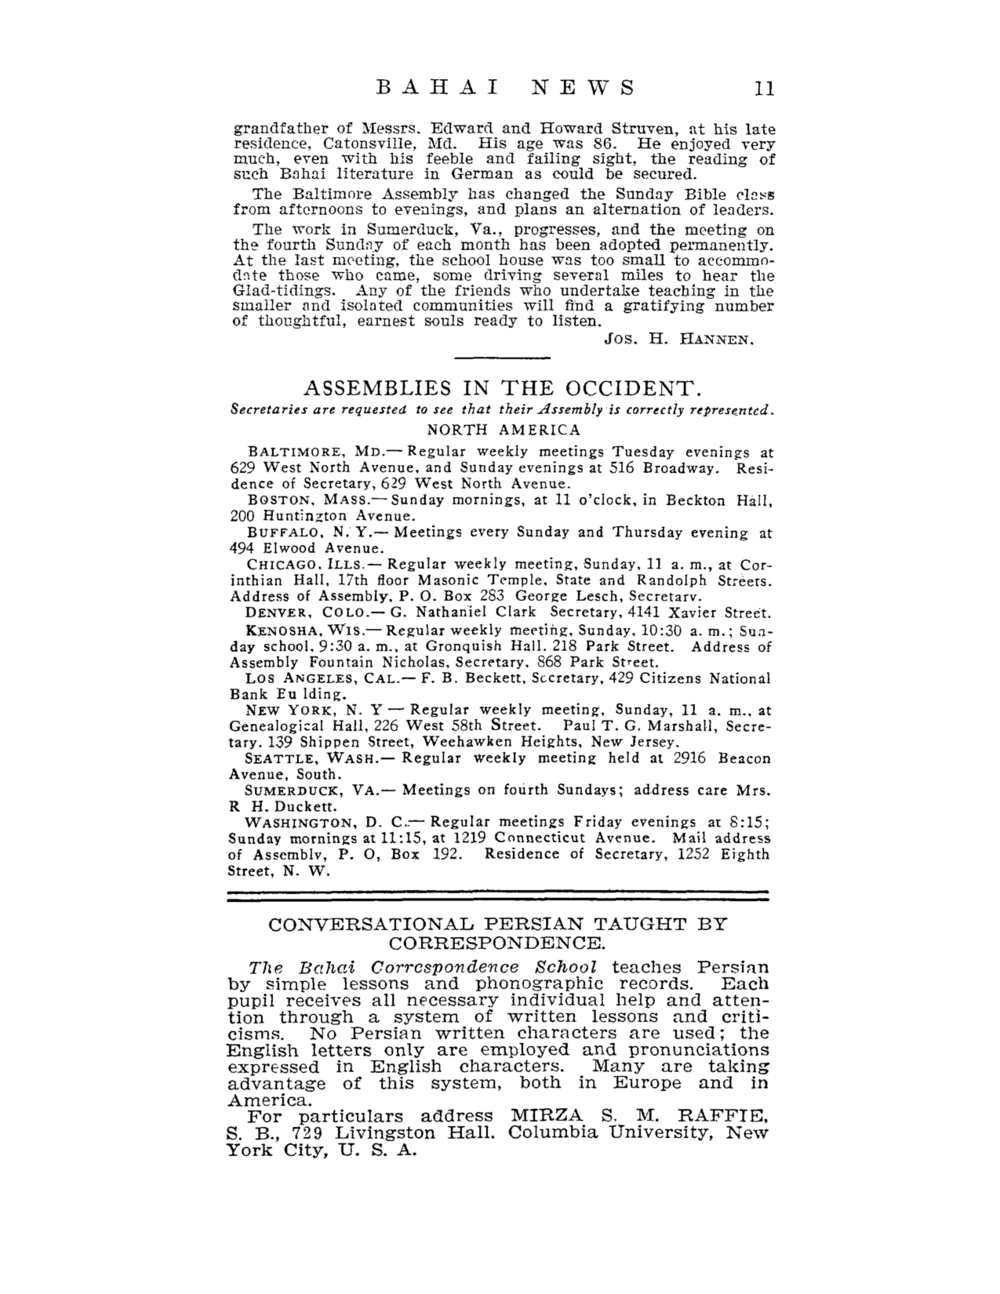 BAHAI NEWS 11
grandfather of Messrs. Edward and Howard Struven, at his late
residence, Catonsville, Md. His age was 86. He enjoyed very
much, even with his feeble and failing sight, the reading of
such Bahai literature in German as could be secured.
The Baltimore Assembly has changed the Sunday Bible class
from afternoons to evenings, and plans an alternation of leaders.
The work in Sumerduck, Va., progresses, and the meeting on
the fourth Sunday of each month has been adopted permanently.
At the last meeting, the school house was too small to accommo-
date those who came, some driving several miles to hear the
Glad-tidings. Any of the friends who undertake teaching in the
smaller and isolated communities will find a gratifying number
of thoughtful, earnest souls ready to listen.
JOS. H. HANNEN.
ASSEMBLIES IN THE OCCIDENT.
Secretaries are requested to see that their Assembly is correctly represented.
NORTH AMERICA
BALTIMORE, MD.— Regular weekly meetings Tuesday evenings at
629 West North Avenue, and Sunday evenings at 516 Broadway. Resi-
dence of Secretary, 629 West North Avenue.
BOSTON, MASS.— Sunday mornings, at 11 o'clock, in Beckton Hall,
200 Huntington Avenue.
BUFFALO, N. Y.— Meetings every Sunday and Thursday evening at
494 Elwood Avenue.
CHICAGO. ILLS.— Regular weekly meeting, Sunday, 11 a. m., at Cor-
inthian Hall, 17th floor Masonic Temple, State and Randolph Streets.
Address of Assembly, P. O. Box 283 George Lesch, Secretary.
DENVER, COLO.— G. Nathaniel Clark Secretary, 4141 Xavier Street.
KENOSHA, WIS.— Regular weekly meeting, Sunday, 10:30 a. m.; Sun-
day school, 9:30 a. m., at Gronquish Hall. 218 Park Street. Address of
Assembly Fountain Nicholas, Secretary, 868 Park Street.
LOS ANGELES, CAL.— F. B. Beckett, Secretary, 429 Citizens National
Bank Eu lding.
NEW YORK, N. Y — Regular weekly meeting, Sunday, 11 a. m., at
Genealogical Hall, 226 West 58th Street. Paul T. G. Marshall, Secre-
tary. 139 Shippen Street, Weehawken Heights, New Jersey.
SEATTLE, WASH.— Regular weekly meeting held at 2916 Beacon
Avenue, South.
SUMERDUCK, VA.— Meetings on fourth Sundays; address care Mrs.
R H. Duckett.
WASHINGTON, D. C.— Regular meetings Friday evenings at 8:15;
Sunday mornings at 11:15, at 1219 Connecticut Avenue. Mail address
of Assembly, P. O, Box 192. Residence of Secretary, 1252 Eighth
Street, N. W.
CONVERSATIONAL PERSIAN TAUGHT BY
CORRESPONDENCE.
The Bahai Correspondence School teaches Persian
by simple lessons and phonographic records. Each
pupil receives all necessary individual help and atten-
tion through a system of written lessons and criti-
cisms. No Persian written characters are used; the
English letters only are employed and pronunciations
expressed in English characters. Many are taking
advantage of this system, both in Europe and in
America.
For particulars address MIRZA S. M. RAFFIE,
S. B., 729 Livingston Hall. Columbia University, New
York City, U. S. A.